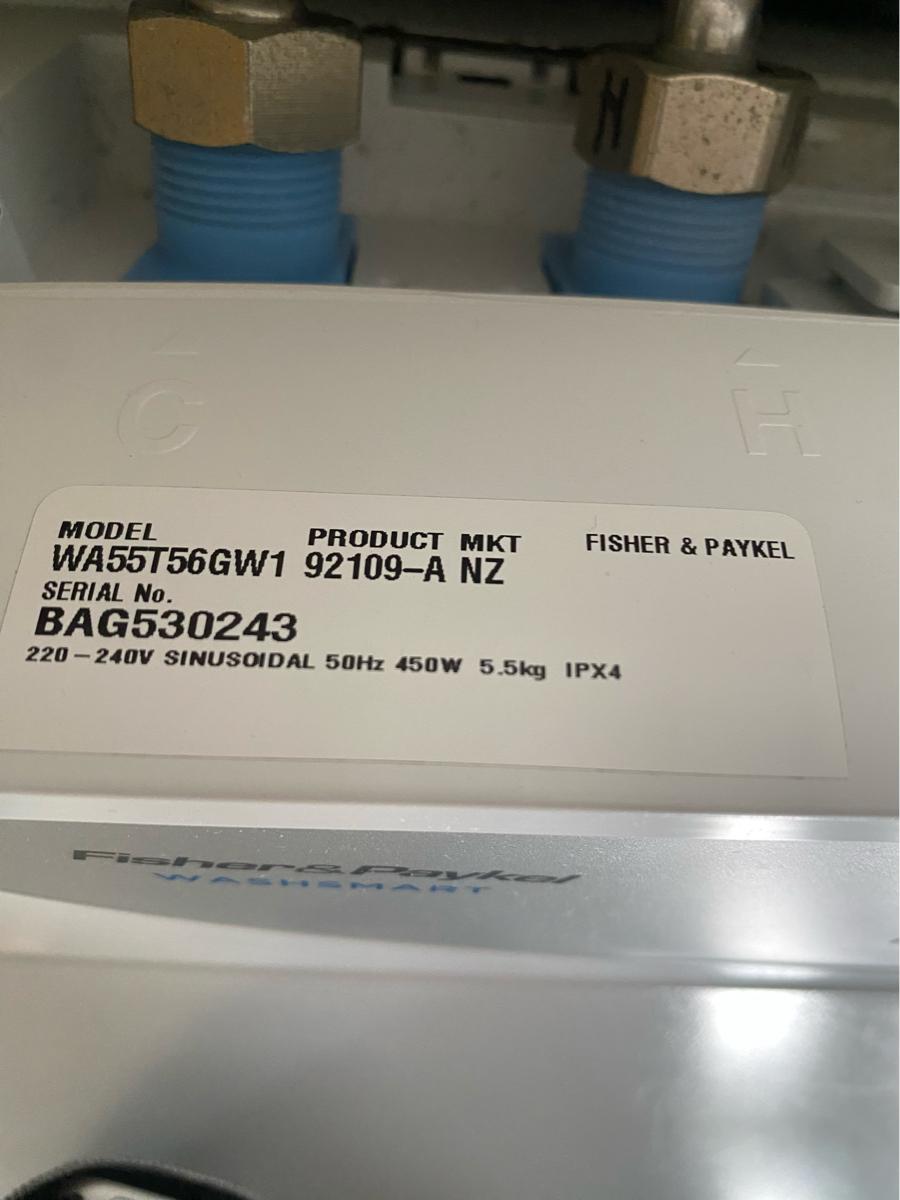 N
C
H
MODEL PRODUCT MKT FISHER & PAYKEL
WA55T56GW1 92109-A NZ
SERIAL No.
BAG530243
220-240V SINUSOIDAL 50Hz 450W 5.5kg IPX4
Fisher&Paykel
WASHSMART